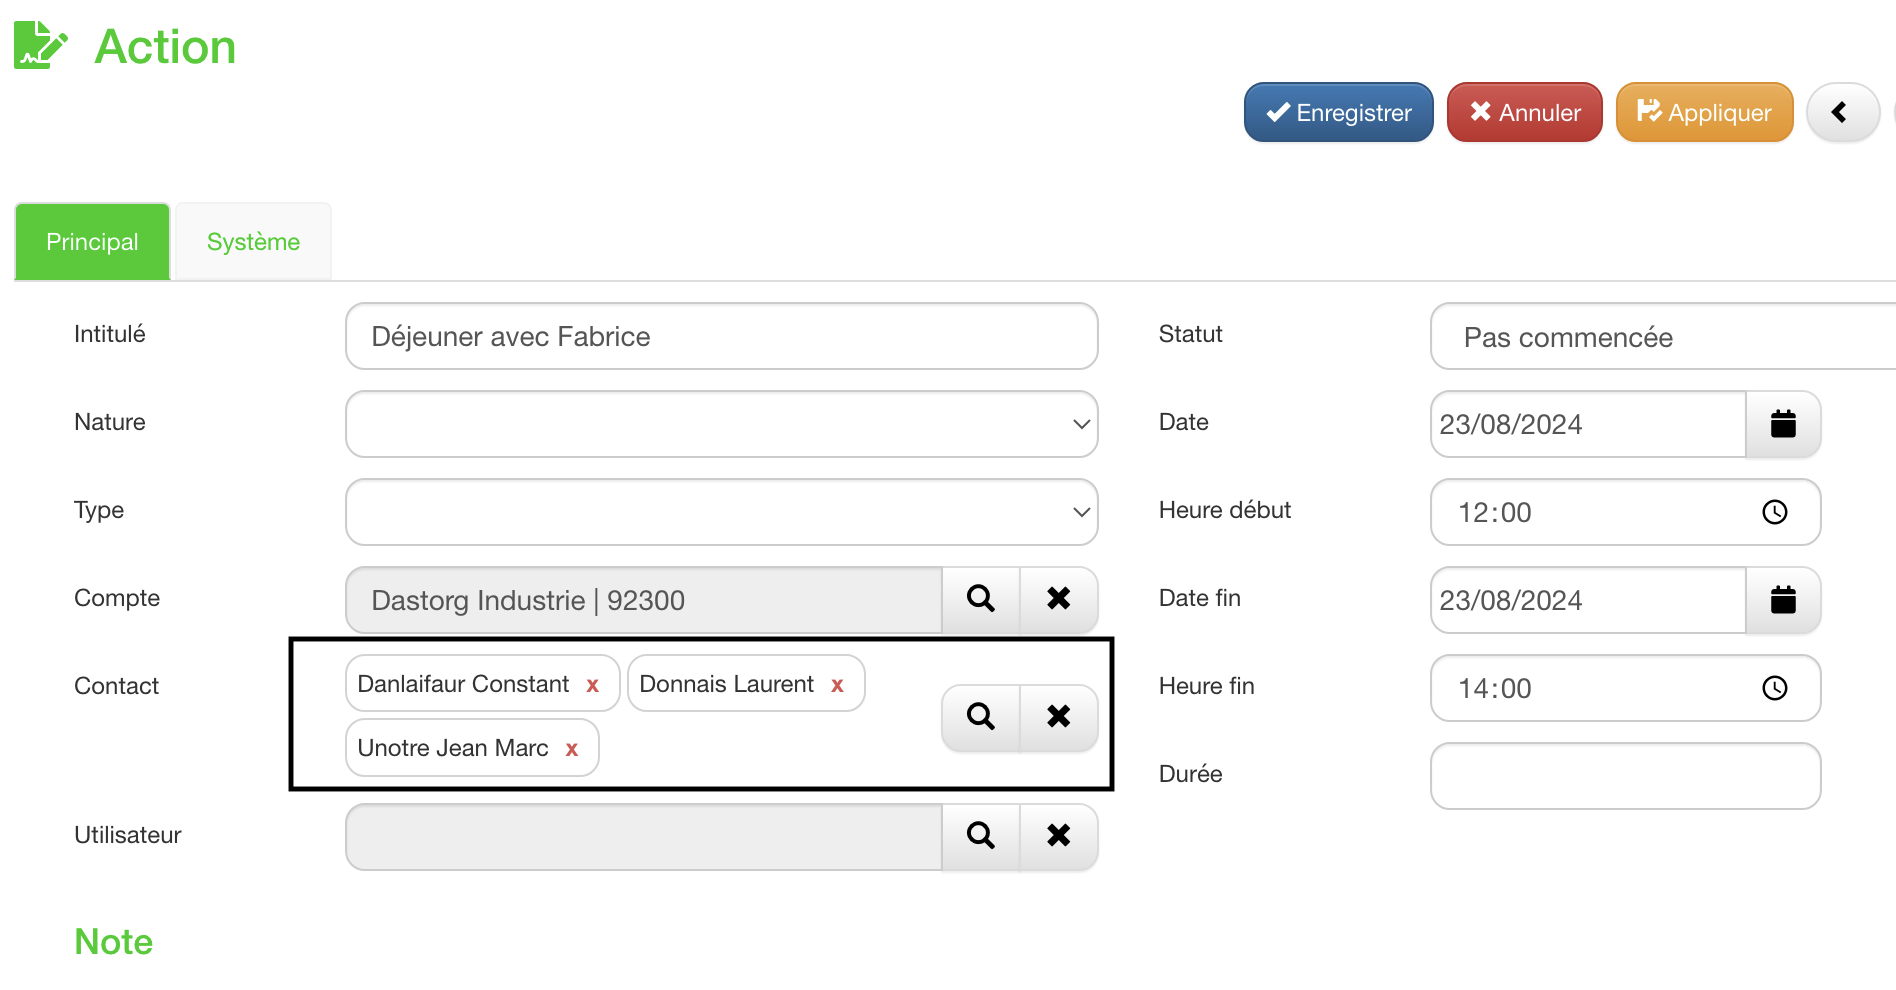 Action
Enregistrer
Annuler
Appliquer
Principal
Système
Intitulé
Déjeuner avec Fabrice
Statut
Pas commencée
Nature
Date
23/08/2024
Type
Heure début
12:00
Compte
Dastorg Industrie | 92300
Date fin
23/08/2024
Contact
Danlaifaur Constant x
Donnais Laurent x
Unotre Jean Marc x
Heure fin
14:00
Durée
Utilisateur
Note